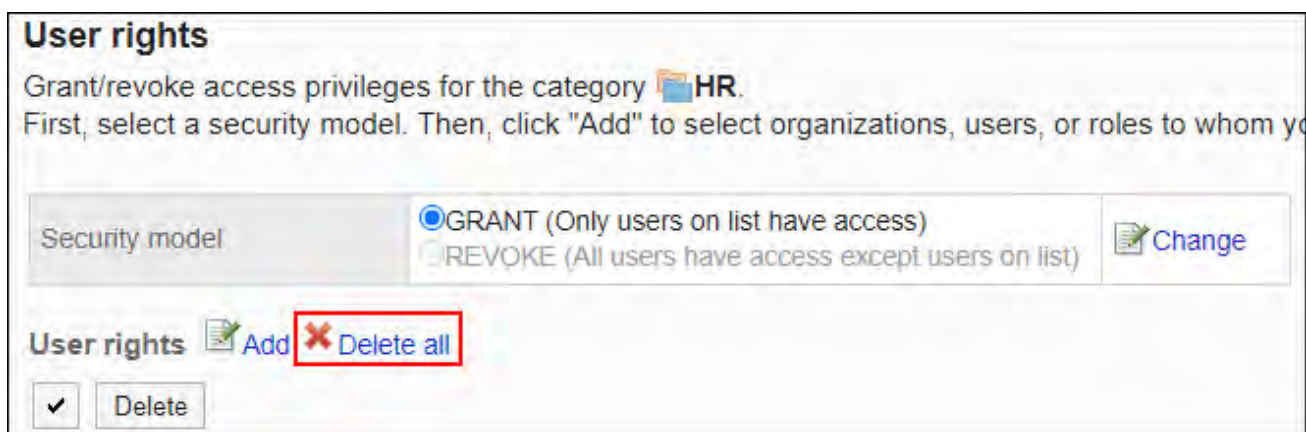 User rights
Grant/revoke access privileges for the category HR.
First, select a security model. Then, click "Add" to select organizations, users, or roles to whom yo
Security model
GRANT (Only users on list have access)
REVOKE (All users have access except users on list)
Change
User rights Add Delete all
Delete